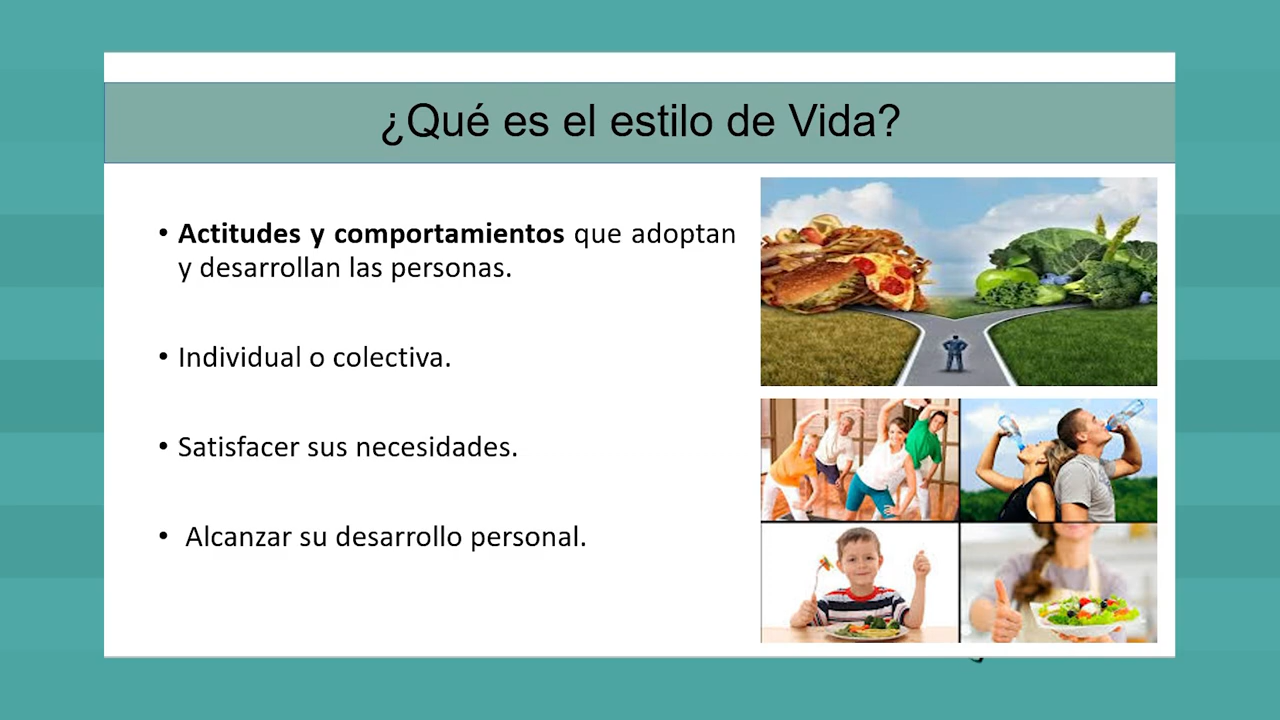 ¿Qué es el estilo de Vida?
• Actitudes y comportamientos que adoptan
y desarrollan las personas.
• Individual o colectiva.
• Satisfacer sus necesidades.
• Alcanzar su desarrollo personal.